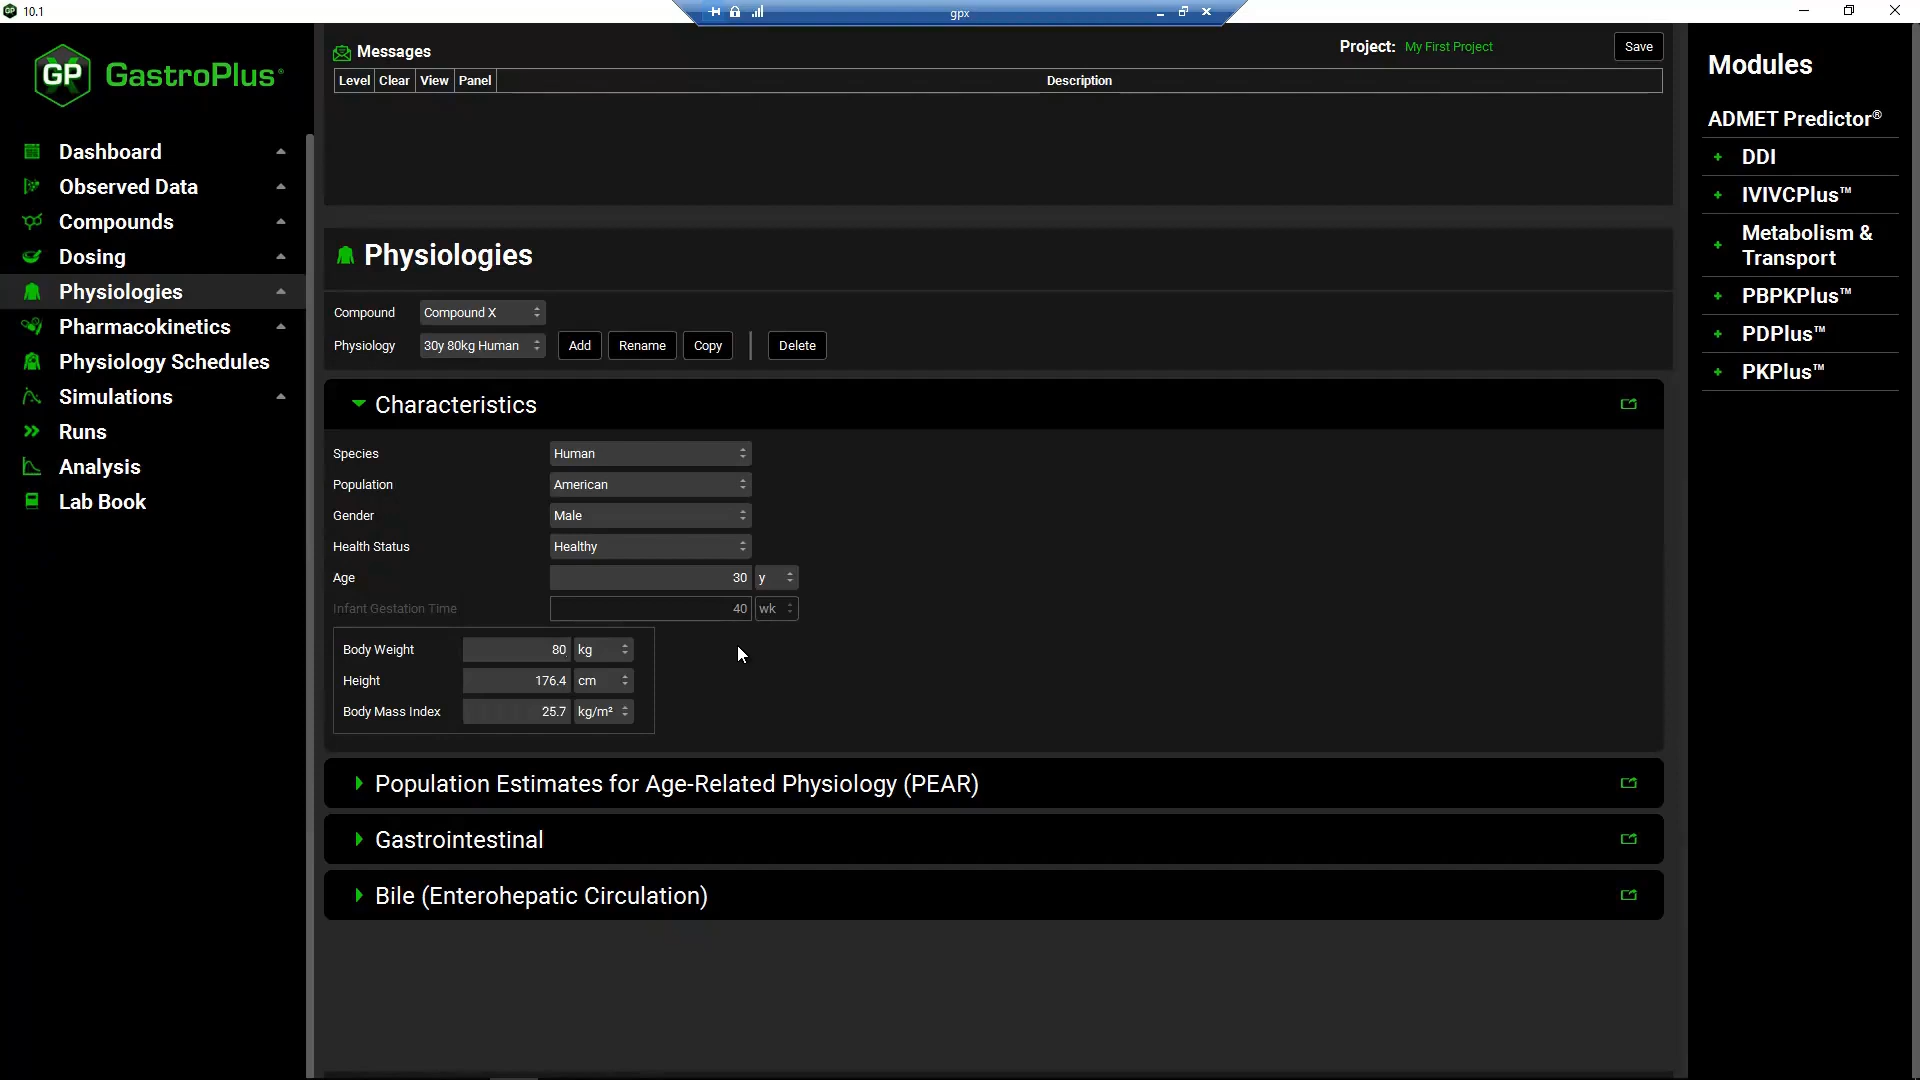 10.1
gpx
GP GastroPlus®
Dashboard
Observed Data
Compounds
Dosing
Physiologies
Pharmacokinetics
Physiology Schedules
Simulations
Runs
Analysis
Lab Book
Messages
Project: My First Project
Save
Level Clear View Panel Description
Physiologies
Compound Compound X
Physiology 30y 80kg Human Add Rename Copy Delete
Characteristics
Species Human
Population American
Gender Male
Health Status Healthy
Age 30 y
Infant Gestation Time 40 wk
Body Weight 80 kg
Height 176.4 cm
Body Mass Index 25.7 kg/m²
Population Estimates for Age-Related Physiology (PEAR)
Gastrointestinal
Bile (Enterohepatic Circulation)
Modules
ADMET Predictor®
+ DDI
+ IVIVCPlus™
+ Metabolism &
Transport
+ PBPKPlus™
+ PDPlus™
+ PKPlus™